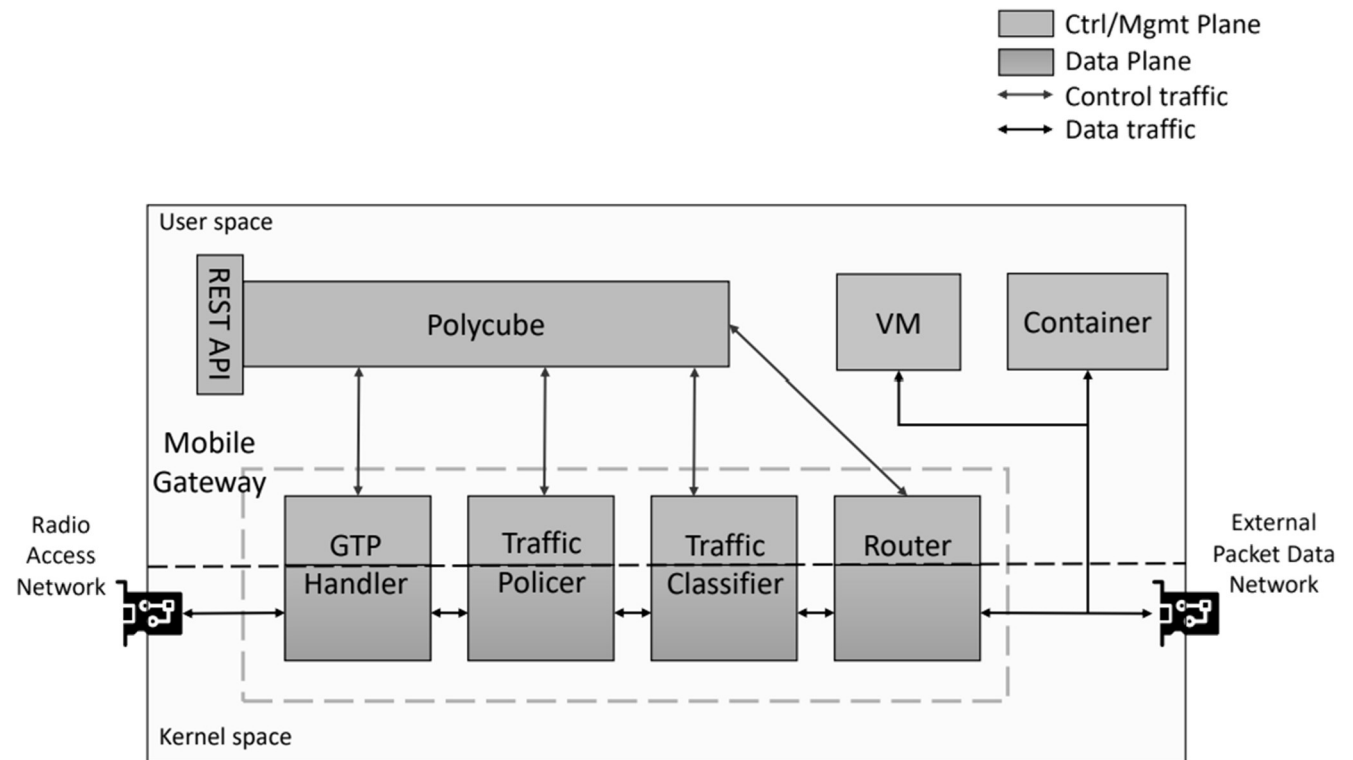 Ctrl/Mgmt Plane
Data Plane
Control traffic
Data traffic
User space
REST API
Polycube
VM
Container
Mobile
Gateway
Radio
Access
Network
GTP
Handler
Traffic
Policer
Traffic
Classifier
Router
External
Packet Data
Network
Kernel space